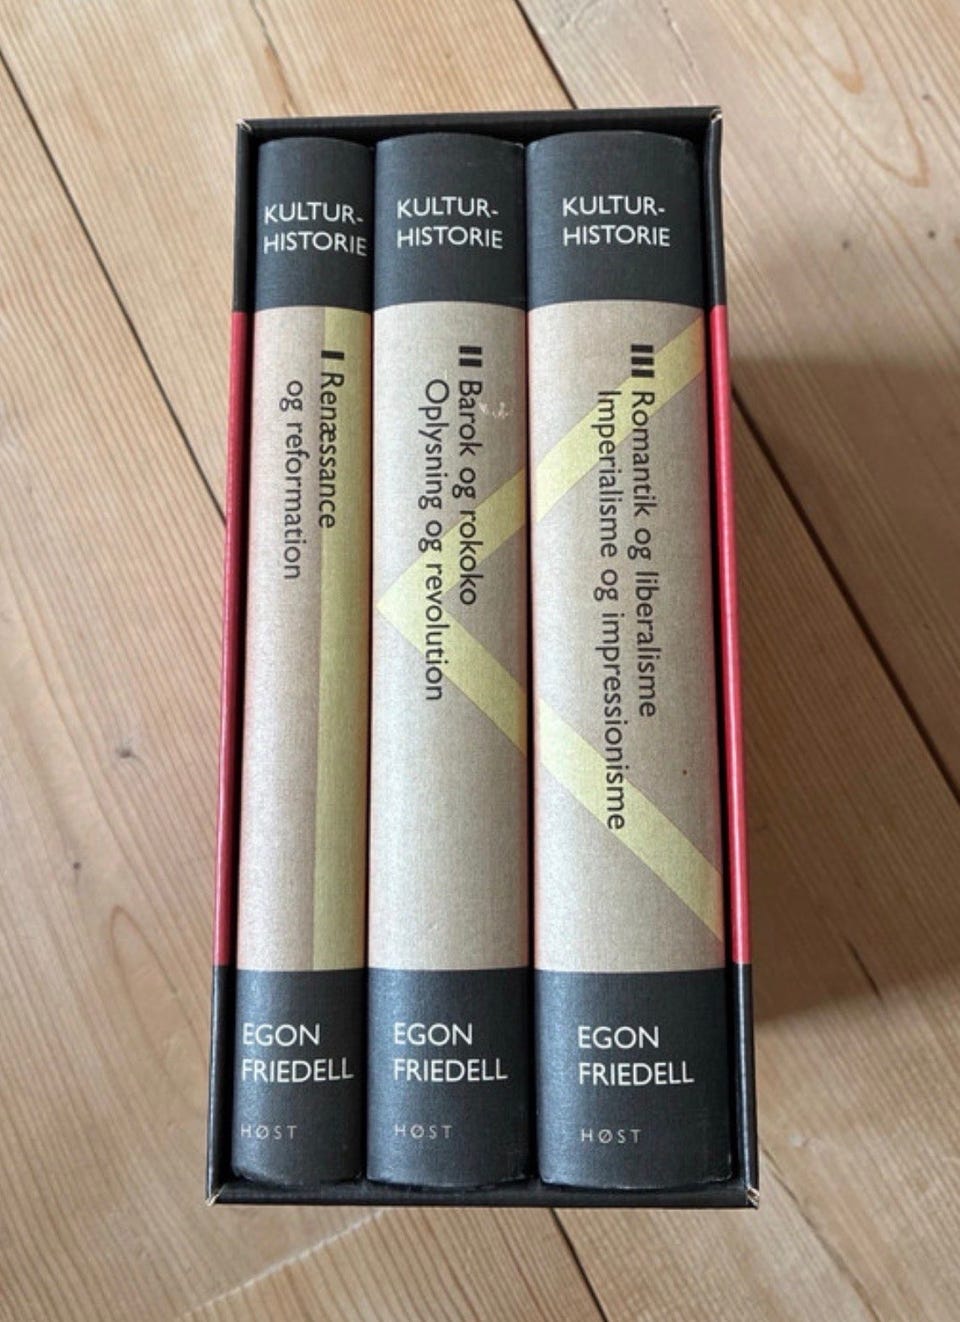 KULTUR-
HISTORIE
I Renæssance
og reformation
EGON
FRIEDELL
HØST
KULTUR-
HISTORIE
II Barok og rokoko
Oplysning og revolution
EGON
FRIEDELL
HØST
KULTUR-
HISTORIE
III Romantik og liberalisme
Imperialisme og impressionisme
EGON
FRIEDELL
HØST